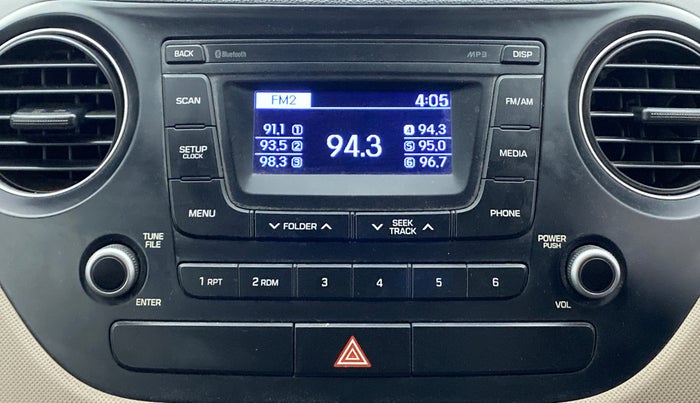 BACK Bluetooth MP3 DISP
SCAN FM2 4:05 FM/AM
91.1 1 4 94.3
SETUP CLOCK 93.5 2 94.3 5 95.0 MEDIA
98.3 3 6 96.7
MENU FOLDER SEEK TRACK PHONE
TUNE FILE
POWER PUSH
1 RPT 2 RDM 3 4 5 6
ENTER VOL